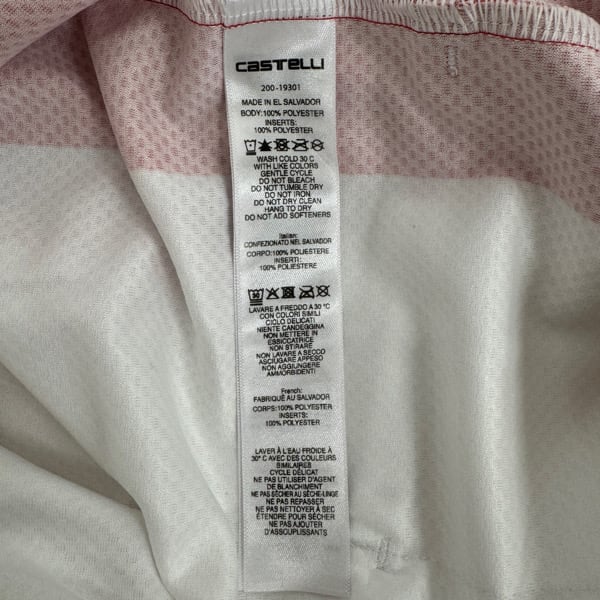 CASTELLI
200-19301
MADE IN EL SALVADOR
BODY:100% POLYESTER
INSERTS:
100% POLYESTER
WASH COLD 30 C
WITH LIKE COLORS
GENTLE CYCLE
DO NOT BLEACH
DO NOT TUMBLE DRY
DO NOT IRON
DO NOT DRY CLEAN
HANG TO DRY
DO NOT ADD SOFTENERS
Italian:
CONFEZIONATO NEL SALVADOR
CORPO:100% POLIESTERE
INSERTI:
100% POLIESTERE
30
LAVARE A FREDDO A 30 °C
CON COLORI SIMILI
CICLO DELICATI
NIENTE CANDEGGINA
NON METTERE IN
ESSICCATRICE
NON STIRARE
NON LAVARE A SECCO
ASCIUGARE APPESO
NON AGGIUNGERE
AMMORBIDENTI
French:
FABRIQUÉ AU SALVADOR
CORPS:100% POLYESTER
INSERTS:
100% POLYESTER
LAVER À L'EAU FROIDE À
30° C AVEC DES COULEURS
SIMILAIRES
CYCLE DÉLICAT
NE PAS UTILISER D'AGENT
DE BLANCHIMENT
NE PAS SÉCHER AU SÈCHE-LINGE
NE PAS REPASSER
NE PAS NETTOYER À SEC
ÉTENDRE POUR SÉCHER
NE PAS AJOUTER
D'ASSOUPLISSANTS